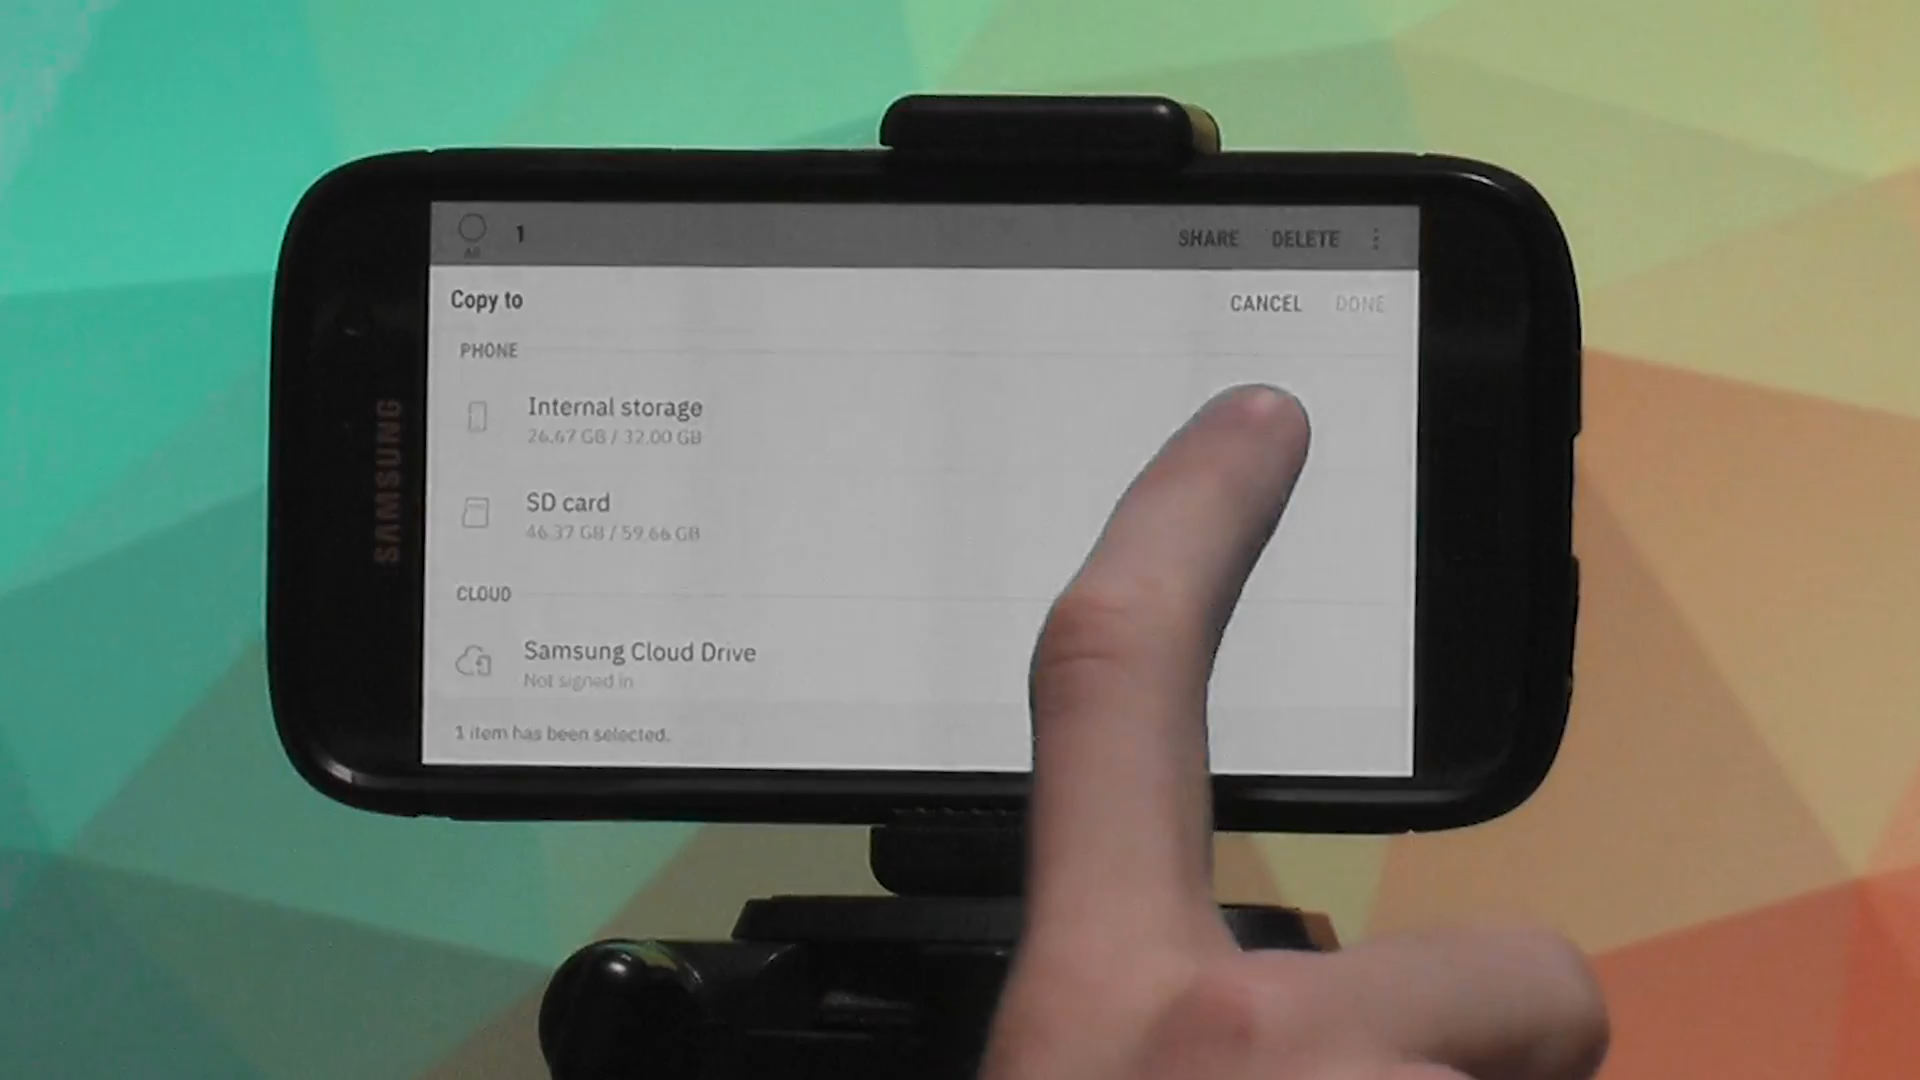 SAMSUNG
All 1 SHARE DELETE
Copy to CANCEL DONE
PHONE
Internal storage
26.67 GB / 32.00 GB
SD card
46.37 GB / 59.66 GB
CLOUD
Samsung Cloud Drive
Not signed in
1 item has been selected.